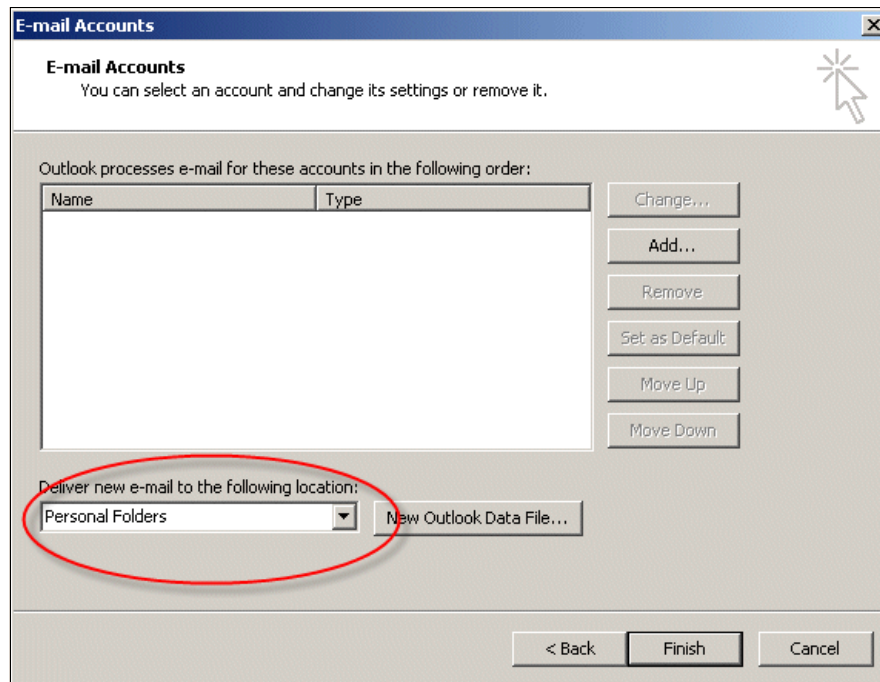 E-mail Accounts
E-mail Accounts
You can select an account and change its settings or remove it.
Outlook processes e-mail for these accounts in the following order:
Name Type
Change...
Add...
Remove
Set as Default
Move Up
Move Down
Deliver new e-mail to the following location:
Personal Folders New Outlook Data File...
< Back Finish Cancel